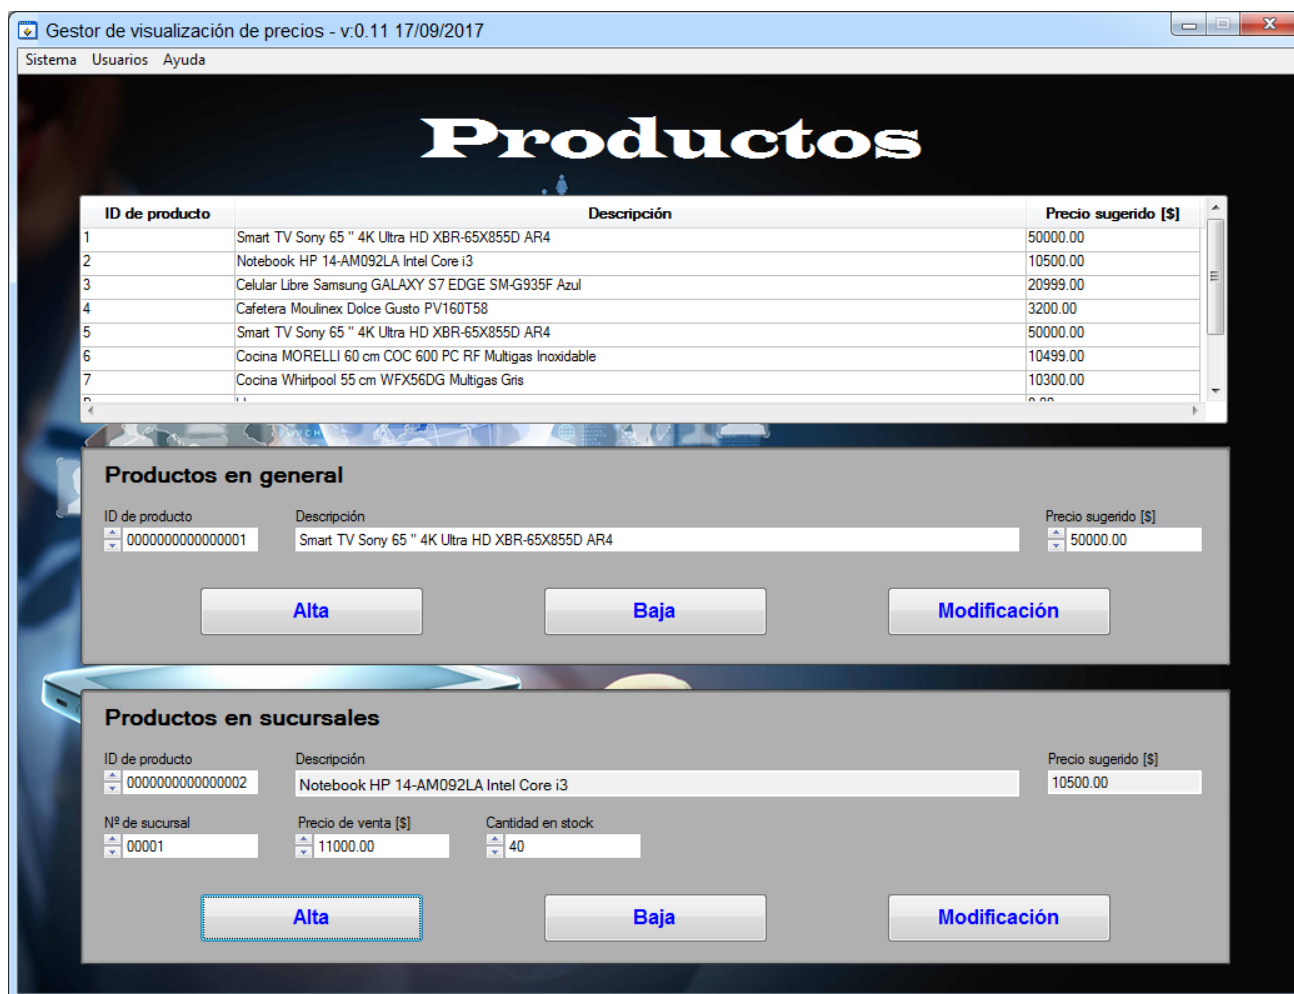 Gestor de visualización de precios - v:0.11 17/09/2017
Sistema Usuarios Ayuda
Productos
ID de producto Descripción Precio sugerido [$]
1 Smart TV Sony 65 " 4K Ultra HD XBR-65X855D AR4 50000.00
2 Notebook HP 14-AM092LA Intel Core i3 10500.00
3 Celular Libre Samsung GALAXY S7 EDGE SM-G935F Azul 20999.00
4 Cafetera Moulinex Dolce Gusto PV160T58 3200.00
5 Smart TV Sony 65 " 4K Ultra HD XBR-65X855D AR4 50000.00
6 Cocina MORELLI 60 cm COC 600 PC RF Multigas Inoxidable 10499.00
7 Cocina Whirlpool 55 cm WFX56DG Multigas Gris 10300.00
Productos en general
ID de producto Descripción Precio sugerido [$]
0000000000000001 Smart TV Sony 65 " 4K Ultra HD XBR-65X855D AR4 50000.00
Alta Baja Modificación
Productos en sucursales
ID de producto Descripción Precio sugerido [$]
0000000000000002 Notebook HP 14-AM092LA Intel Core i3 10500.00
Nº de sucursal Precio de venta [$] Cantidad en stock
00001 11000.00 40
Alta Baja Modificación